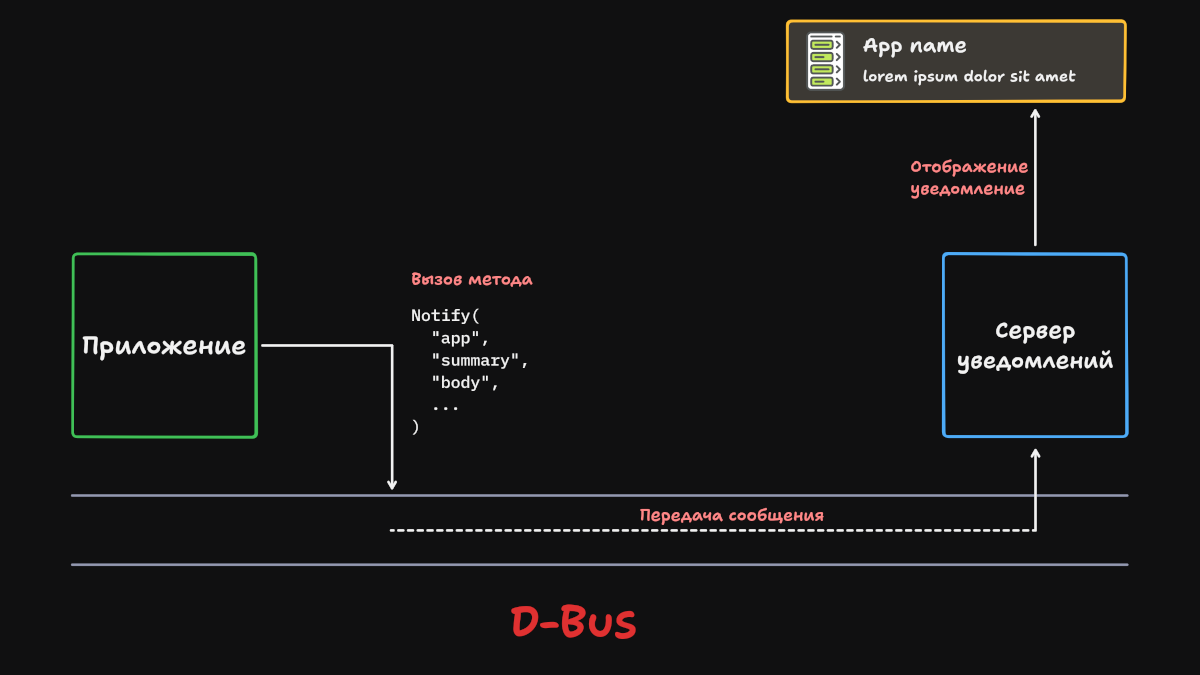 App name
lorem ipsum dolor sit amet
Отображение
уведомление
Вызов метода
Notify(
"app",
"summary",
"body",
...
)
Приложение
Сервер
уведомлений
Передача сообщения
D-Bus